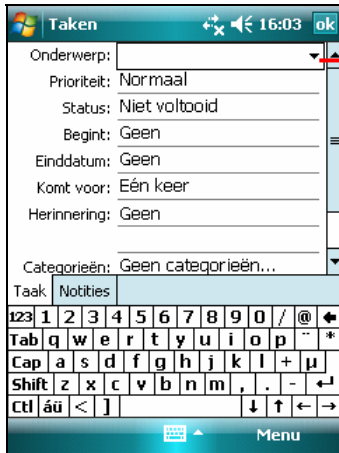 Taken 16:03 ok
Onderwerp:
Prioriteit: Normaal
Status: Niet voltooid
Begint: Geen
Einddatum: Geen
Komt voor: Eén keer
Herinnering: Geen
Categorieën: Geen categorieën...
Taak Notities
123 1 2 3 4 5 6 7 8 9 0 / @ 🡄
Tab q w e r t y u i o p ¨ *
Cap a s d f g h j k l + µ
Shift z x c v b n m , . - ↵
Ctl áü < ] ↓ ↑ ← →
Menu